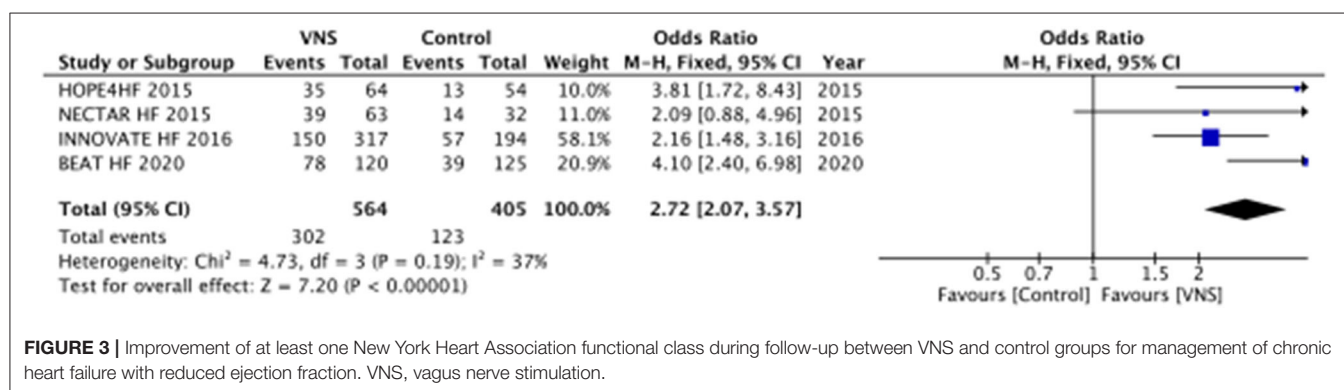 VNS Control Odds Ratio Odds Ratio
Study or Subgroup Events Total Events Total Weight M-H, Fixed, 95% CI Year M-H, Fixed, 95% CI
HOPE4HF 2015 35 64 13 54 10.0% 3.81 [1.72, 8.43] 2015
NECTAR HF 2015 39 63 14 32 11.0% 2.09 [0.88, 4.96] 2015
INNOVATE HF 2016 150 317 57 194 58.1% 2.16 [1.48, 3.16] 2016
BEAT HF 2020 78 120 39 125 20.9% 4.10 [2.40, 6.98] 2020
Total (95% CI) 564 405 100.0% 2.72 [2.07, 3.57]
Total events 302 123
Heterogeneity: Chi² = 4.73, df = 3 (P = 0.19); I² = 37%
Test for overall effect: Z = 7.20 (P < 0.00001)
0.5 0.7 1 1.5 2
Favours [Control] Favours [VNS]
FIGURE 3 | Improvement of at least one New York Heart Association functional class during follow-up between VNS and control groups for management of chronic
heart failure with reduced ejection fraction. VNS, vagus nerve stimulation.